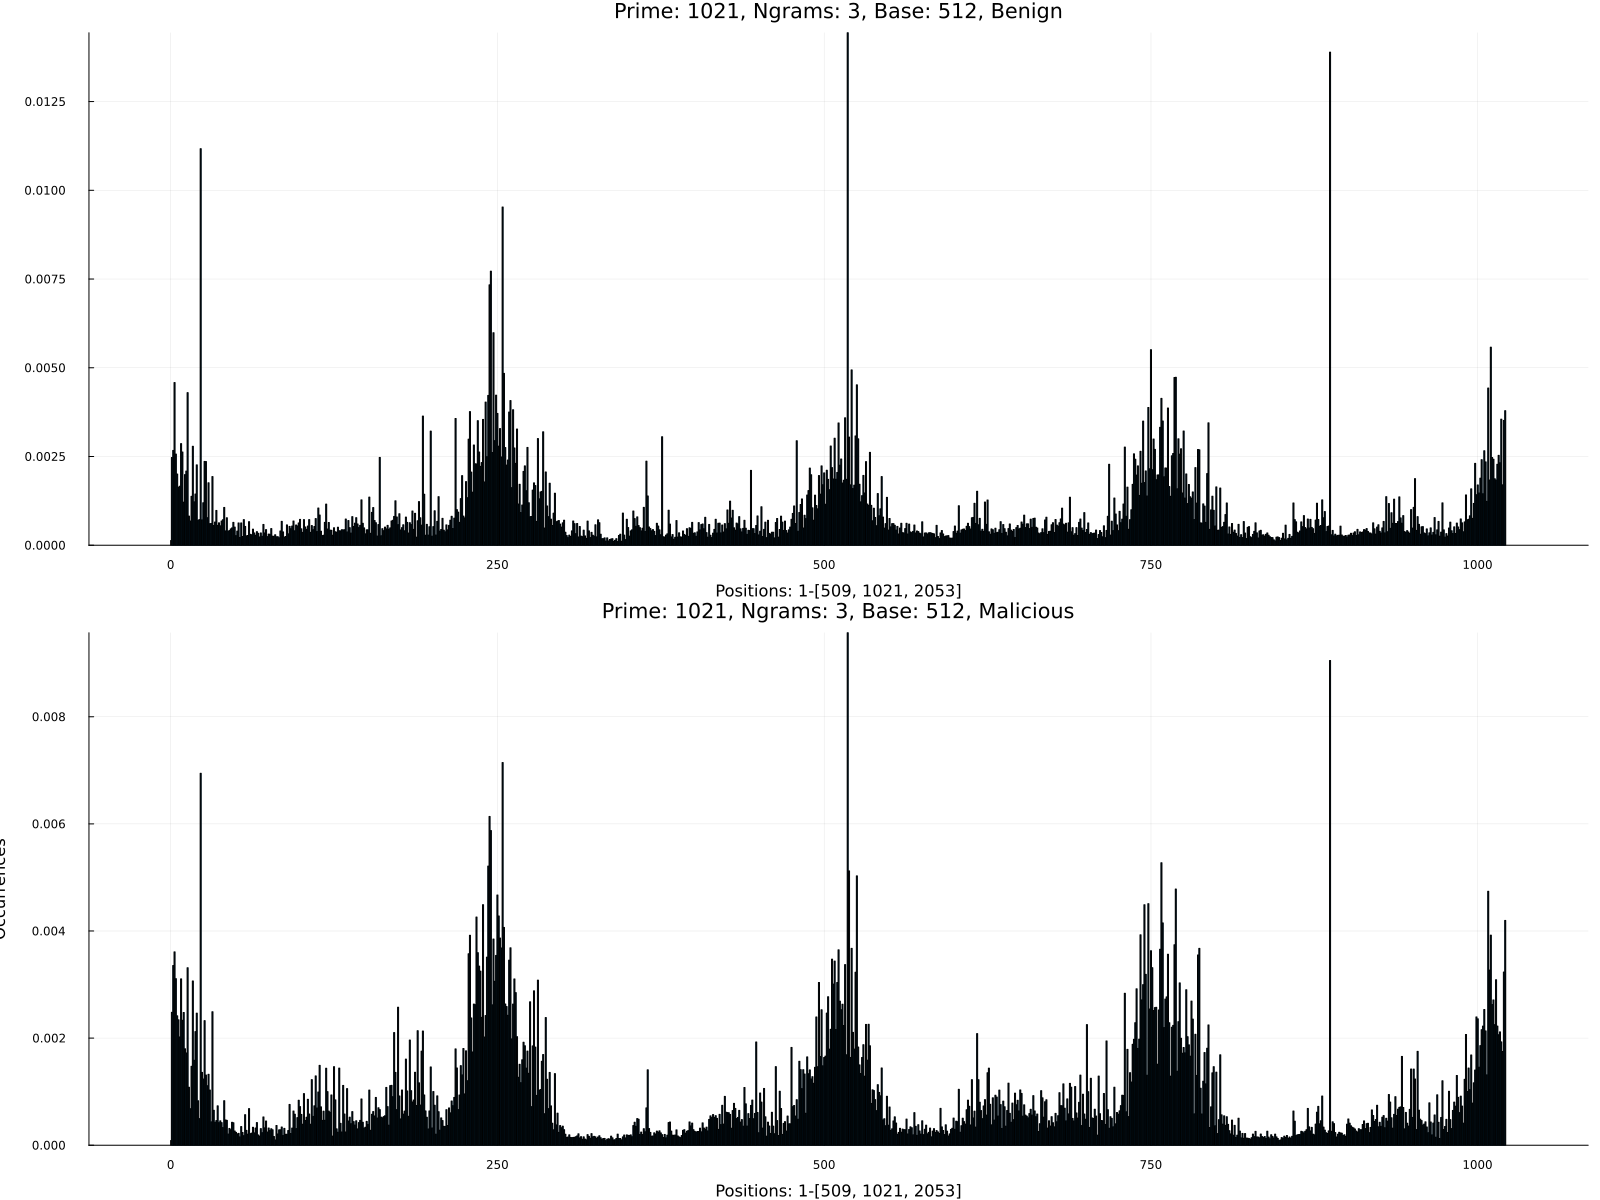 Prime: 1021, Ngrams: 3, Base: 512, Benign
0.0125
0.0100
0.0075
0.0050
0.0025
0.0000
0 250 500 750 1000
Positions: 1-[509, 1021, 2053]
Prime: 1021, Ngrams: 3, Base: 512, Malicious
0.008
0.006
Occurrences
0.004
0.002
0.000
0 250 500 750 1000
Positions: 1-[509, 1021, 2053]